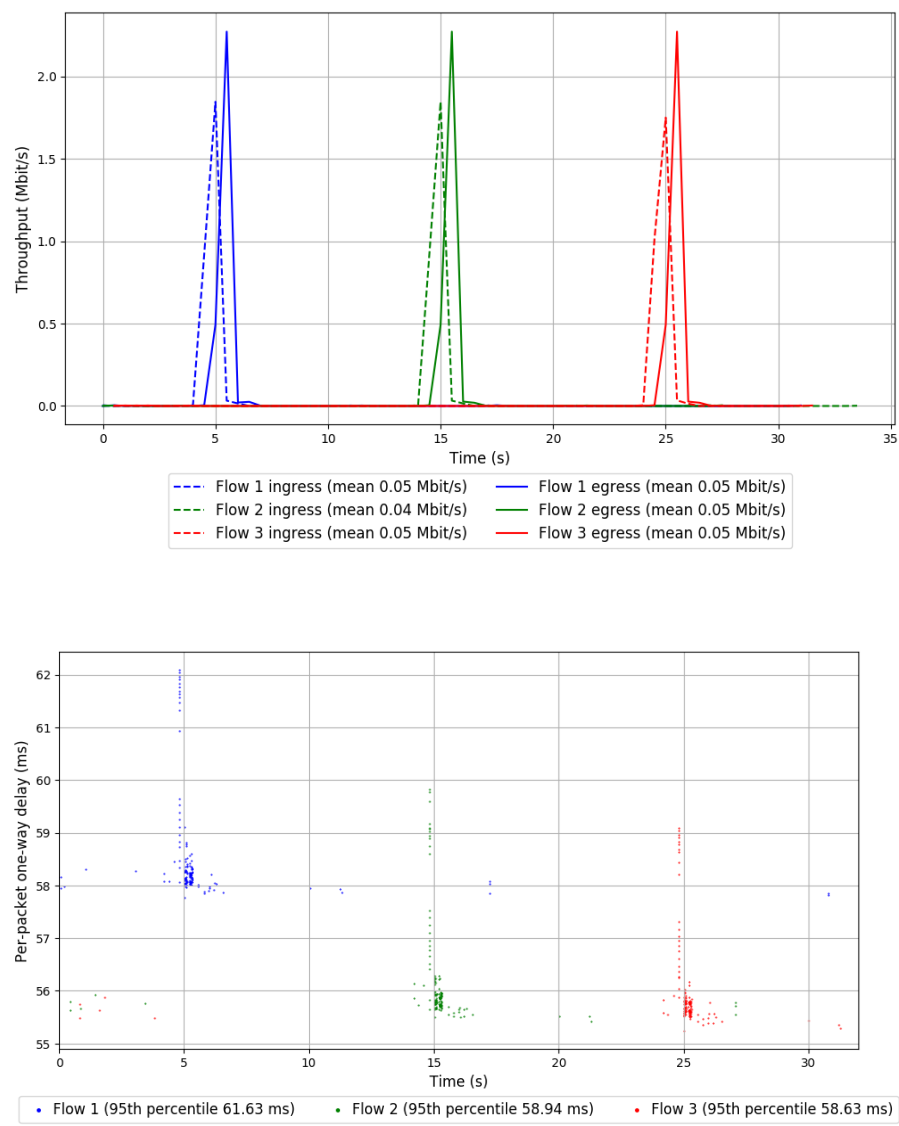 Throughput (Mbit/s)
2.0
1.5
1.0
0.5
0.0
0 5 10 15 20 25 30 35
Time (s)
Flow 1 ingress (mean 0.05 Mbit/s) Flow 1 egress (mean 0.05 Mbit/s)
Flow 2 ingress (mean 0.04 Mbit/s) Flow 2 egress (mean 0.05 Mbit/s)
Flow 3 ingress (mean 0.05 Mbit/s) Flow 3 egress (mean 0.05 Mbit/s)
Per-packet one-way delay (ms)
62
61
60
59
58
57
56
55
0 5 10 15 20 25 30
Time (s)
Flow 1 (95th percentile 61.63 ms) Flow 2 (95th percentile 58.94 ms) Flow 3 (95th percentile 58.63 ms)